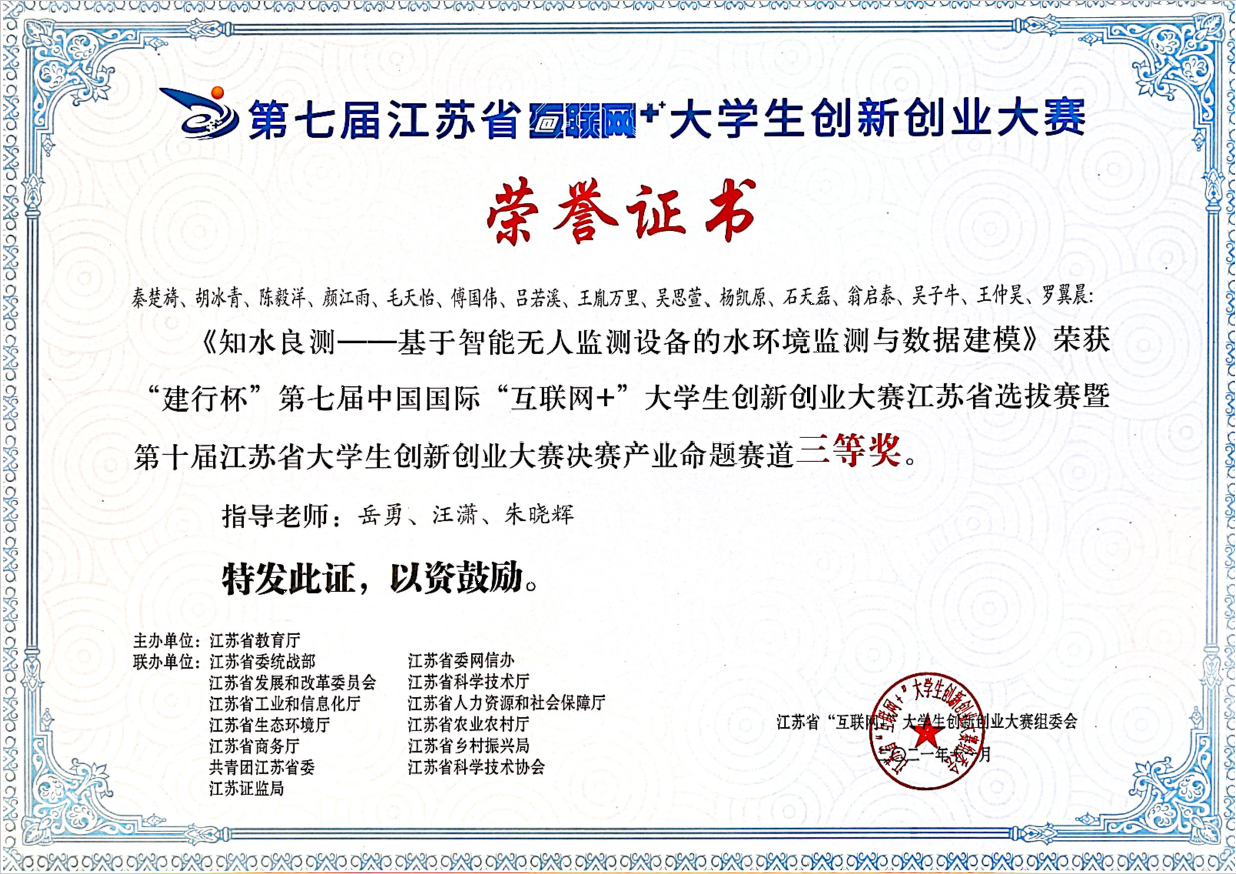 第七届江苏省互联网+大学生创新创业大赛
荣誉证书
秦楚旖、胡冰青、陈毅洋、颜江雨、毛天怡、傅国伟、吕若溪、王胤万里、吴思萱、杨凯原、石天磊、翁启泰、吴子牛、王仲昊、罗翼晨:
《知水良测——基于智能无人监测设备的水环境监测与数据建模》荣获
“建行杯”第七届中国国际“互联网+”大学生创新创业大赛江苏省选拔赛暨
第十届江苏省大学生创新创业大赛决赛产业命题赛道三等奖。
指导老师：岳勇、汪潇、朱晓辉
特发此证，以资鼓励。
主办单位：江苏省教育厅
联办单位：江苏省委统战部 江苏省委网信办
江苏省发展和改革委员会 江苏省科学技术厅
江苏省工业和信息化厅 江苏省人力资源和社会保障厅
江苏省生态环境厅 江苏省农业农村厅
江苏省商务厅 江苏省乡村振兴局
共青团江苏省委 江苏省科学技术协会
江苏证监局
江苏省“互联网+”大学生创新创业大赛组委会
二〇二一年 月
江苏省“互联网+”大学生创新创业大赛组委会